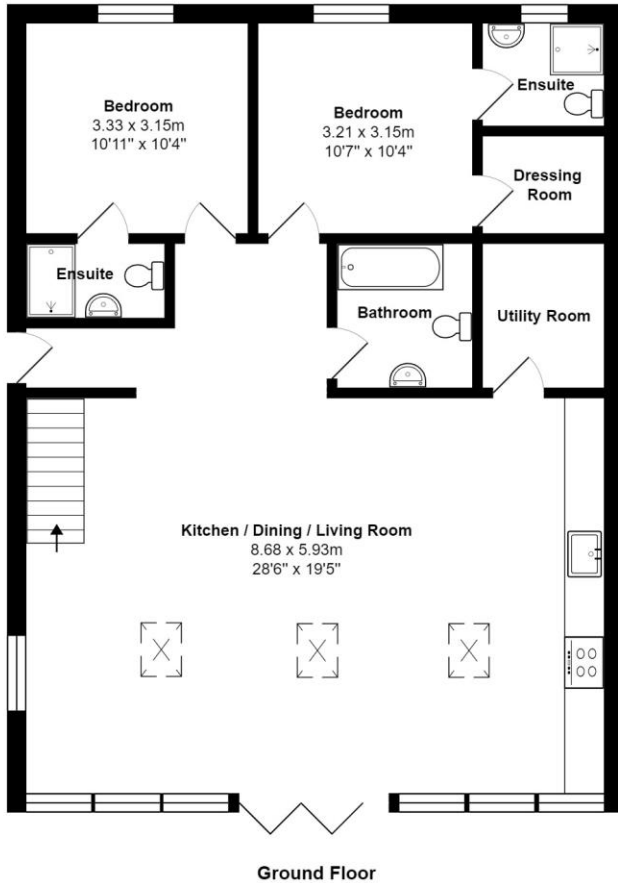 Bedroom
3.33 x 3.15m
10'11" x 10'4"
Bedroom
3.21 x 3.15m
10'7" x 10'4"
Ensuite
Dressing
Room
Ensuite
Bathroom
Utility Room
Kitchen / Dining / Living Room
8.68 x 5.93m
28'6" x 19'5"
Ground Floor